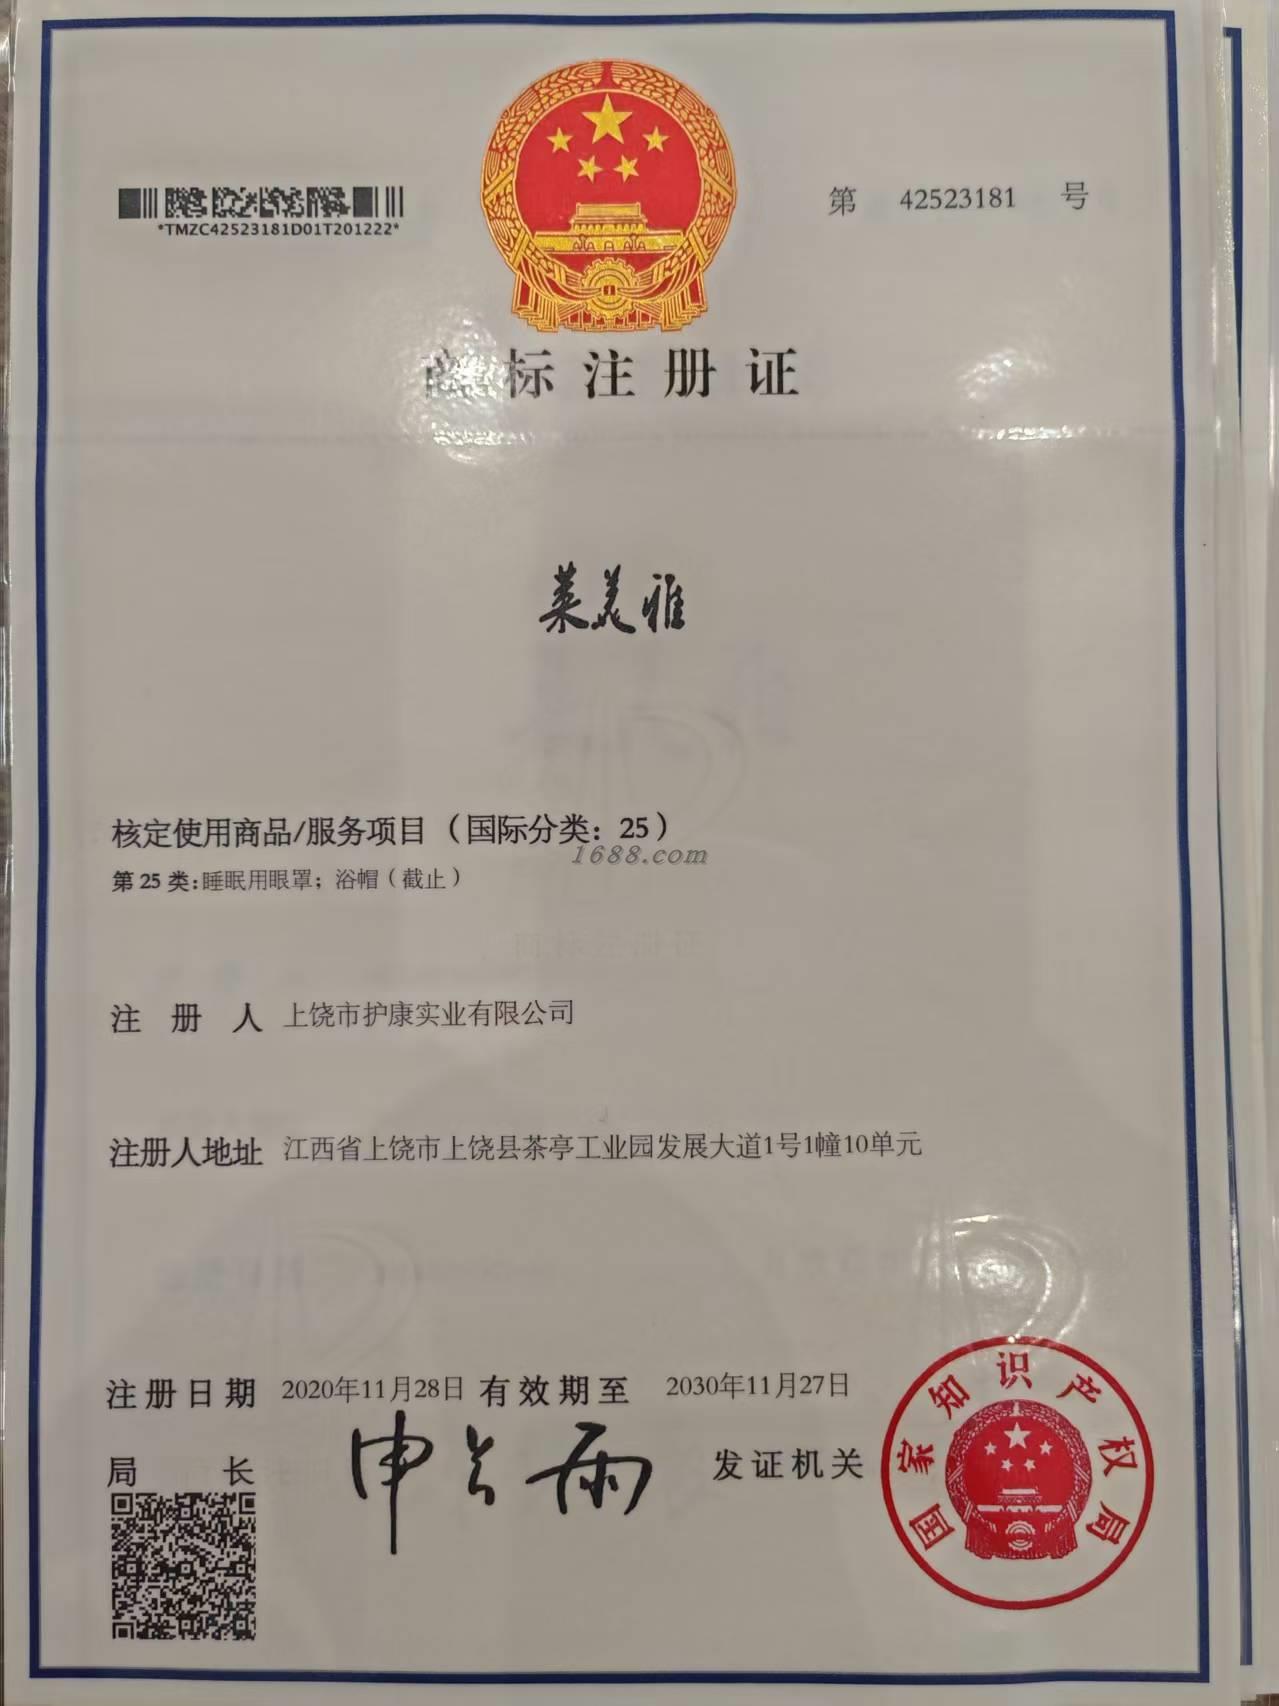 第 42523181 号
*TMZC42523181D01T201222*
商标注册证
莱美雅
核定使用商品/服务项目（国际分类：25）
1688.com
第25类:睡眠用眼罩；浴帽（截止）
注册人 上饶市护康实业有限公司
注册人地址 江西省上饶市上饶县茶亭工业园发展大道1号1幢10单元
注册日期 2020年11月28日 有效期至 2030年11月27日
局长 申长雨 发证机关
国家知识产权局